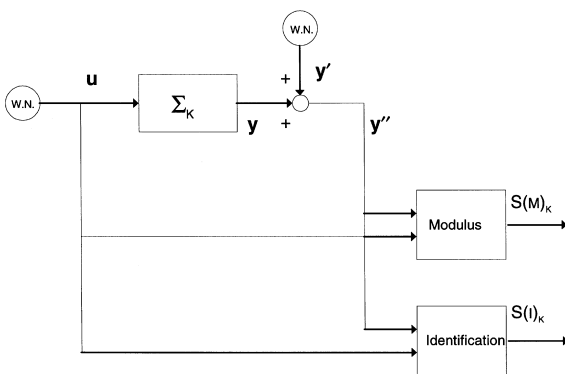 W.N.
y′
+
u
W.N.
Σ_K
y
+
y″
Modulus
S(M)_K
Identification
S(I)_K